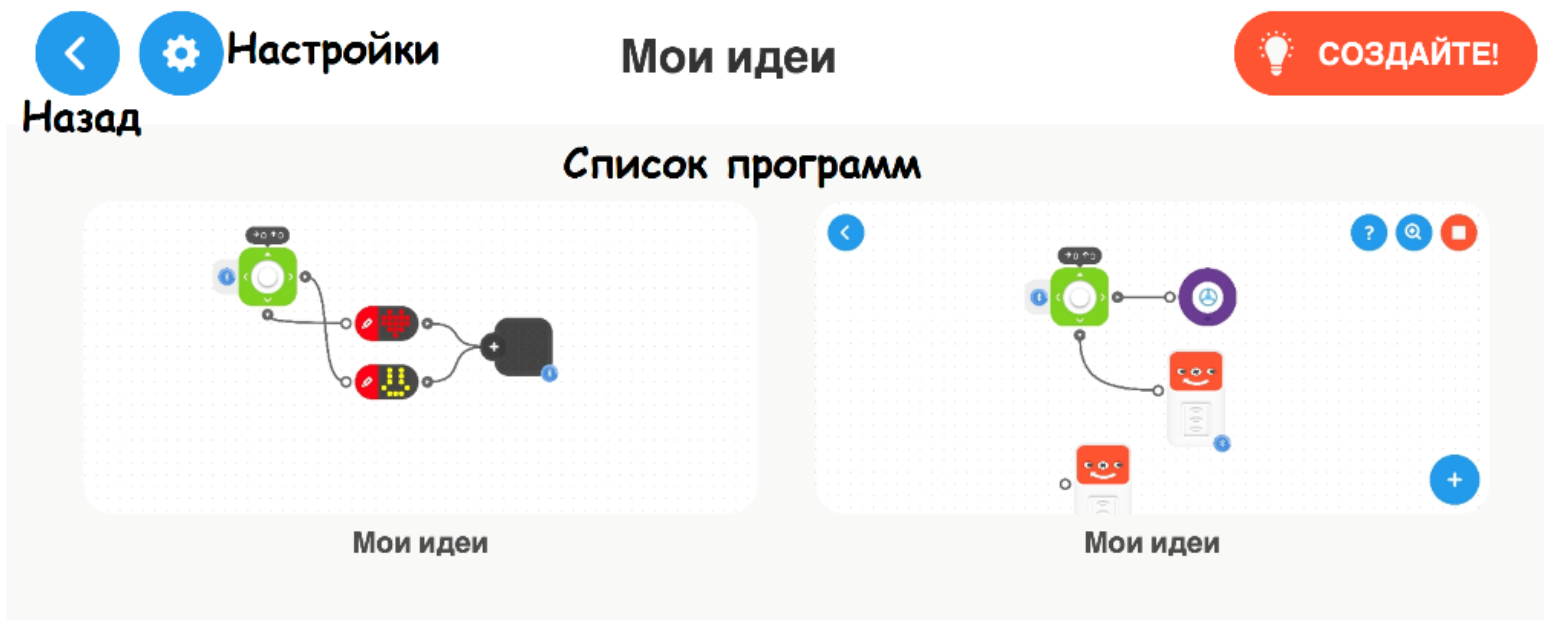 Настройки
Мои идеи
СОЗДАЙТЕ!
Назад
Список программ
?
Мои идеи
Мои идеи